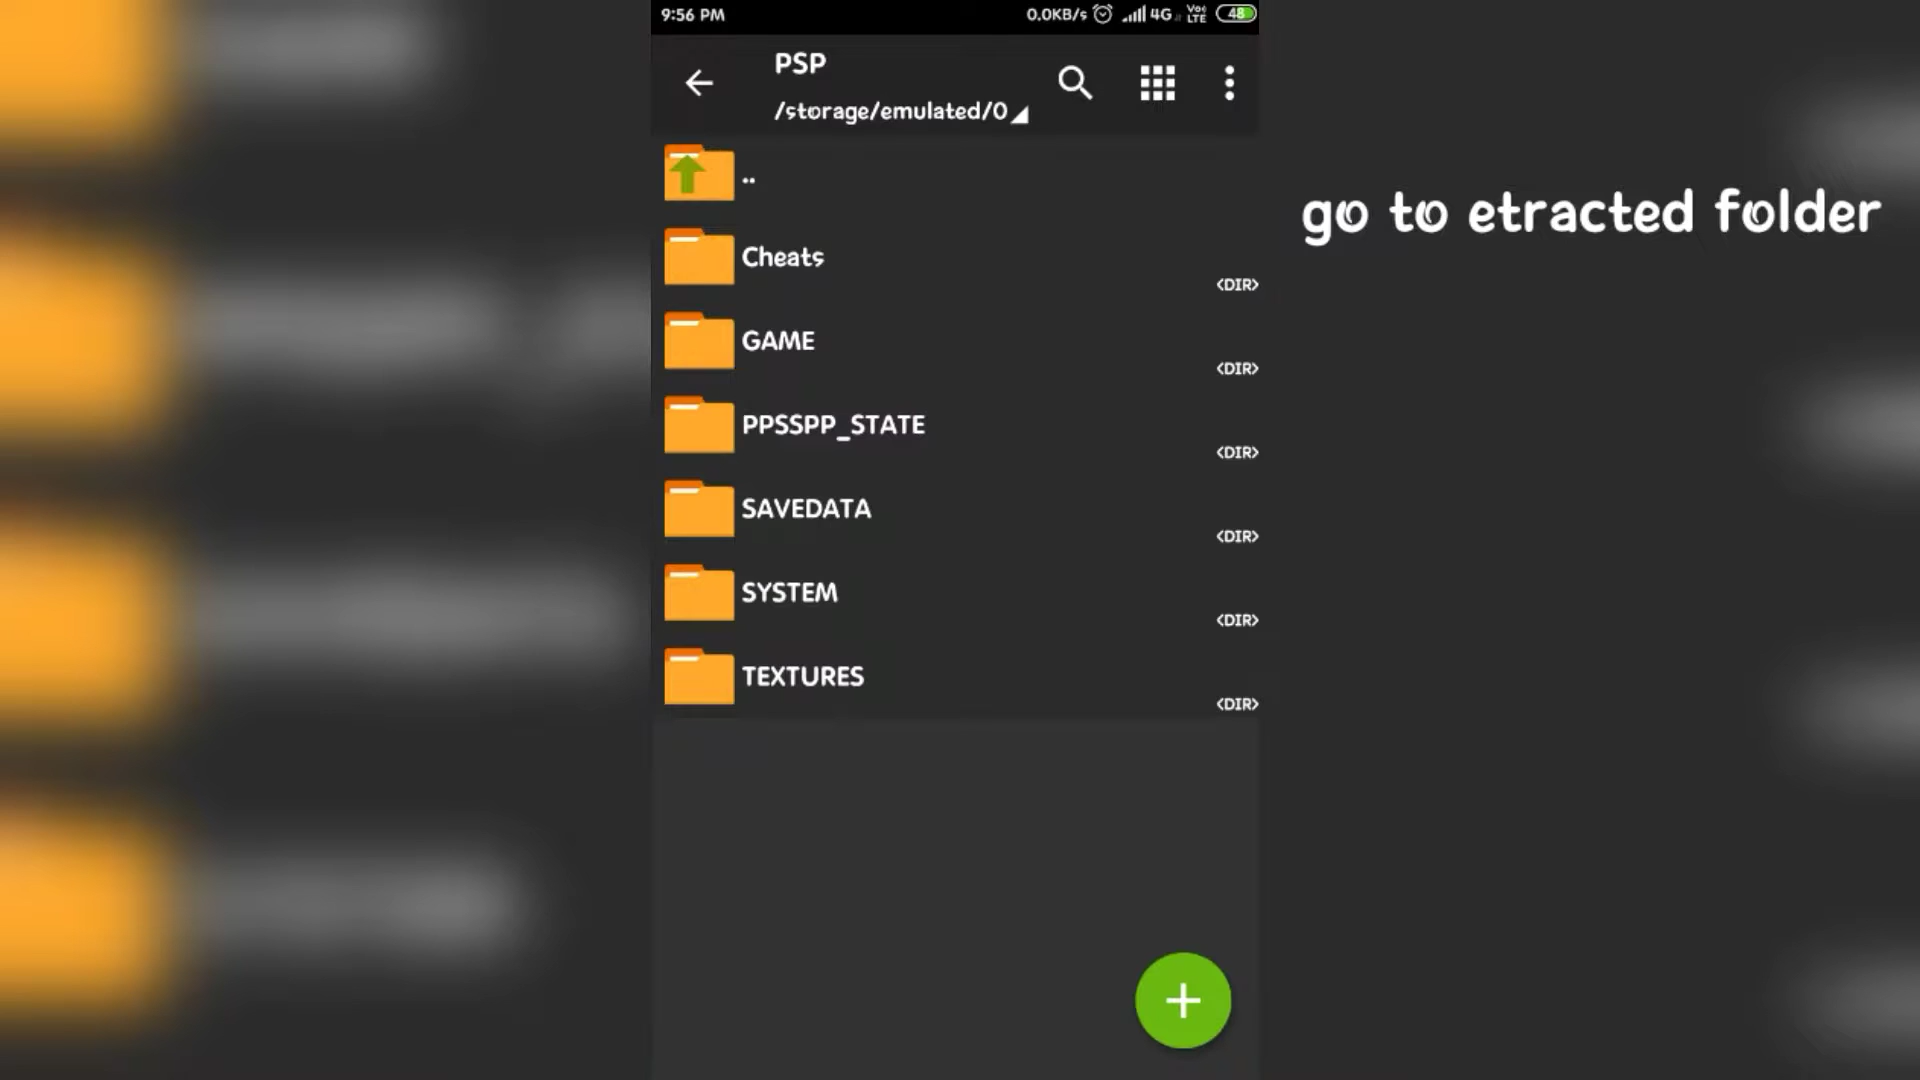 9:56 PM 0.0KB/s 4G Vo LTE 48
PSP
/storage/emulated/0
..
Cheats
<DIR>
GAME
<DIR>
PPSSPP_STATE
<DIR>
SAVEDATA
<DIR>
SYSTEM
<DIR>
TEXTURES
<DIR>
go to etracted folder